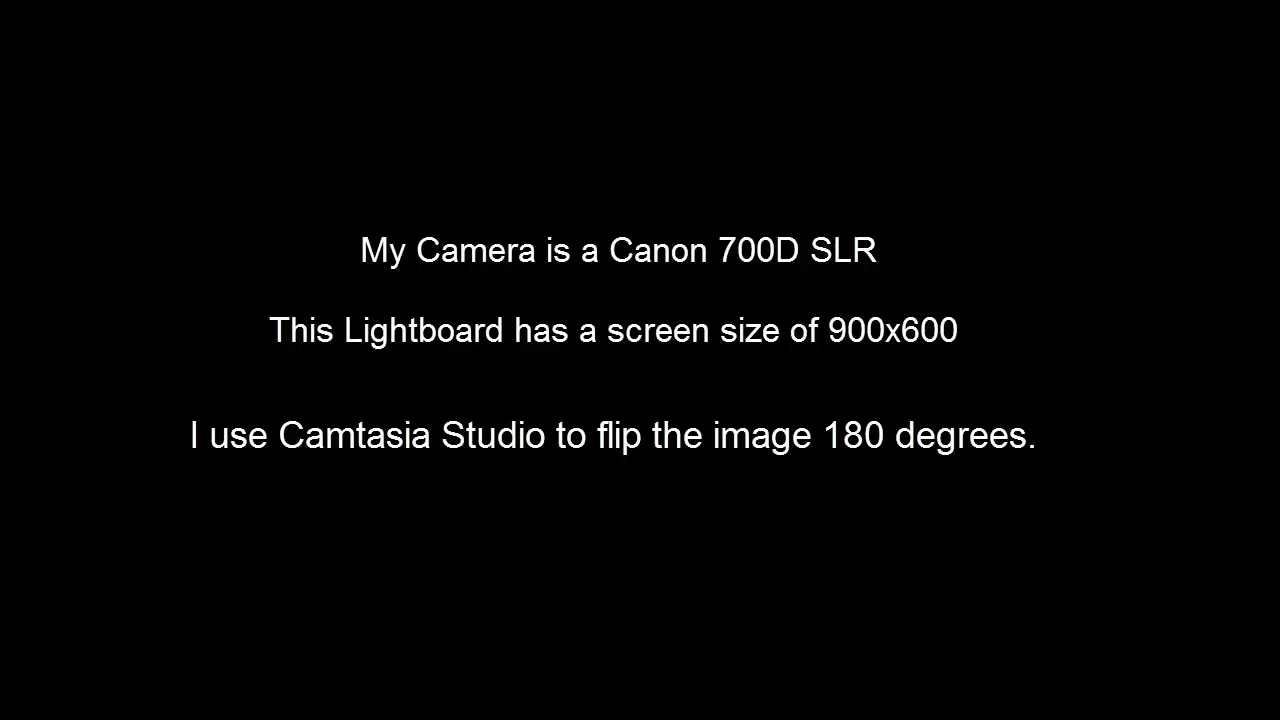 My Camera is a Canon 700D SLR
This Lightboard has a screen size of 900x600
I use Camtasia Studio to flip the image 180 degrees.